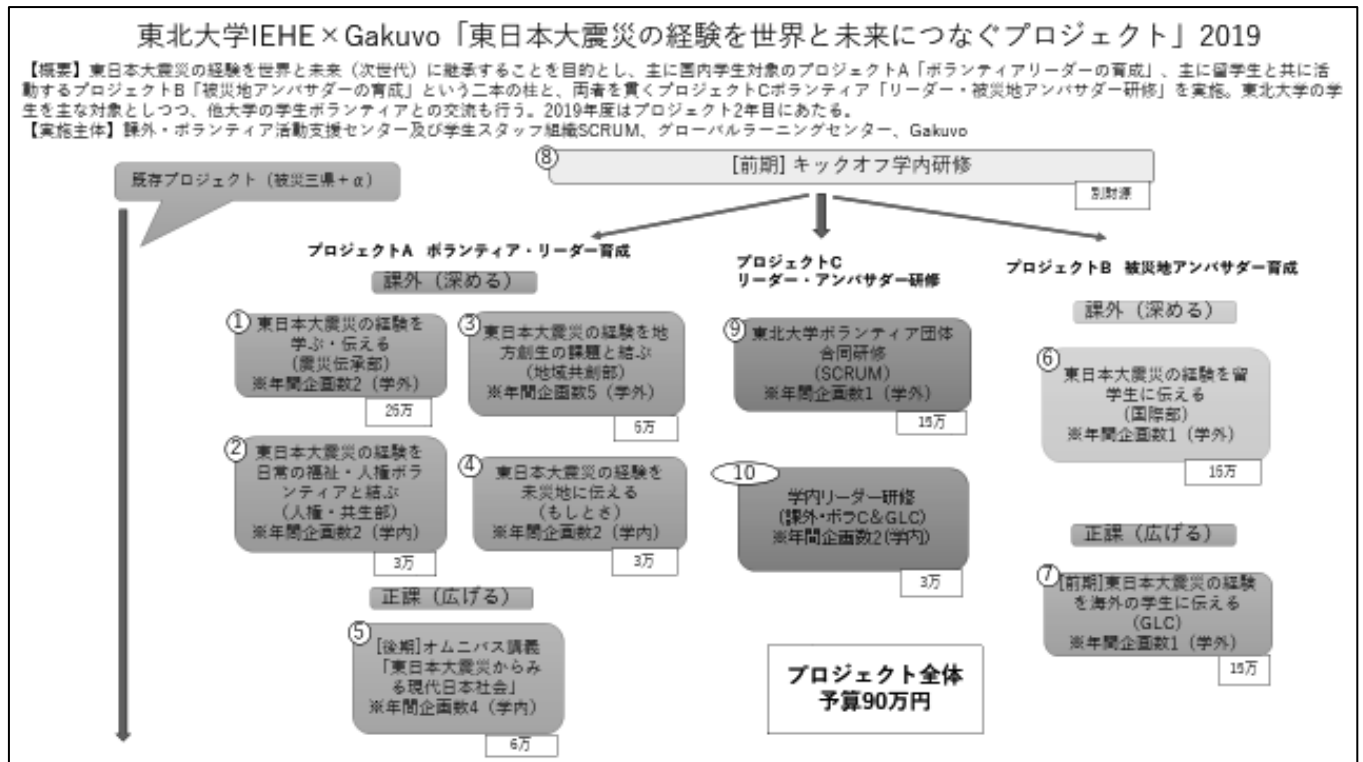 東北大学IEHE×Gakuvo「東日本大震災の経験を世界と未来につなぐプロジェクト」2019
【概要】東日本大震災の経験を世界と未来（次世代）に継承することを目的とし、主に国内学生対象のプロジェクトA「ボランティアリーダーの育成」、主に留学生と共に活
動するプロジェクトB「被災地アンバサダーの育成」という二本の柱と、両者を貫くプロジェクトCボランティア「リーダー・被災地アンバサダー研修」を実施。東北大学の学
生を主な対象としつつ、他大学の学生ボランティアとの交流も行う。2019年度はプロジェクト2年目にあたる。
【実施主体】課外・ボランティア活動支援センター及び学生スタッフ組織SCRUM、グローバルラーニングセンター、Gakuvo
既存プロジェクト（被災三県+α）
⑧
[前期] キックオフ学内研修
別財源
プロジェクトA ボランティア・リーダー育成
課外（深める）
①
東日本大震災の経験を
学ぶ・伝える
(震災伝承部)
※年間企画数2（学外）
②
東日本大震災の経験を
日常の福祉・人権ボラ
ンティアと結ぶ
(人権・共生部)
※年間企画数2（学内）
3万
③
東日本大震災の経験を地
方創生の課題と結ぶ
(地域共創部)
※年間企画数5（学外）
④
東日本大震災の経験を
未災地に伝える
(もしとさ)
※年間企画数2（学内）
3万
正課（広げる）
⑤
[後期]オムニバス講義
「東日本大震災からみ
る現代日本社会」
※年間企画数4（学内）
6万
プロジェクトC
リーダー・アンバサダー研修
⑨
東北大学ボランティア団体
合同研修
(SCRUM)
※年間企画数1（学外）
15万
10
学内リーダー研修
(課外・ボラC＆GLC)
※年間企画数2(学内)
3万
プロジェクト全体
予算90万円
プロジェクトB 被災地アンバサダー育成
課外（深める）
⑥
東日本大震災の経験を留
学生に伝える
(国際部)
※年間企画数1（学外）
15万
正課（広げる）
⑦
[前期]東日本大震災の経験
を海外の学生に伝える
(GLC)
※年間企画数1（学外）
15万